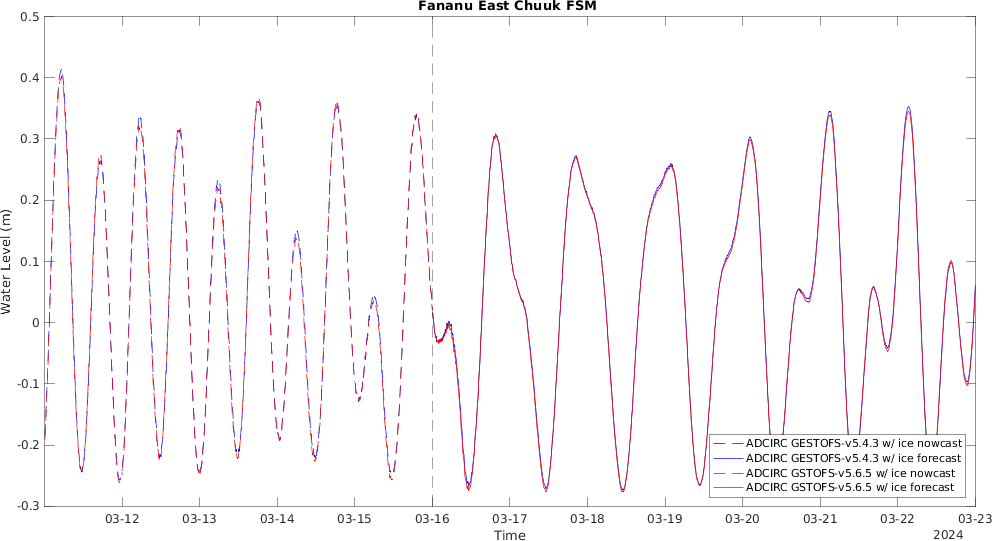 Fananu East Chuuk FSM
0.5
0.4
0.3
0.2
0.1
0
-0.1
-0.2
-0.3
Water Level (m)
ADCIRC GESTOFS-v5.4.3 w/ ice nowcast
ADCIRC GESTOFS-v5.4.3 w/ ice forecast
ADCIRC GSTOFS-v5.6.5 w/ ice nowcast
ADCIRC GSTOFS-v5.6.5 w/ ice forecast
03-12 03-13 03-14 03-15 03-16 03-17 03-18 03-19 03-20 03-21 03-22 03-23
Time
2024